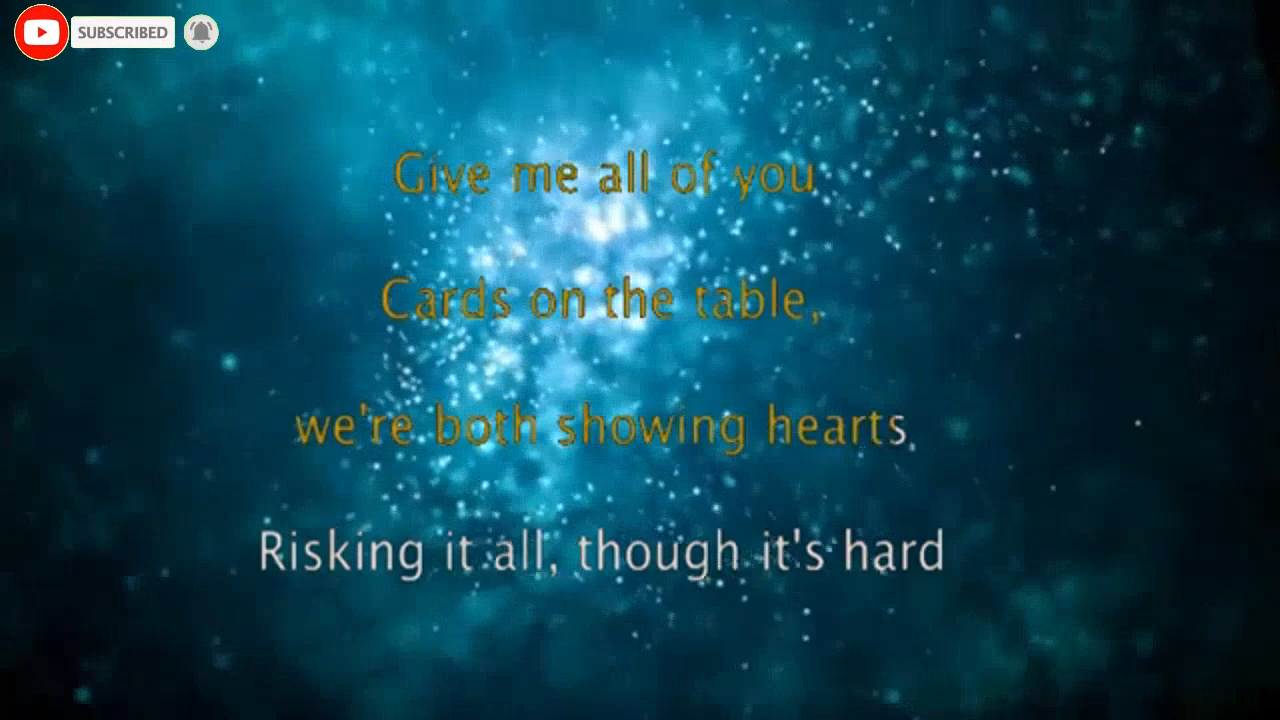 SUBSCRIBED
Give me all of you
Cards on the table,
we're both showing hearts
Risking it all, though it's hard